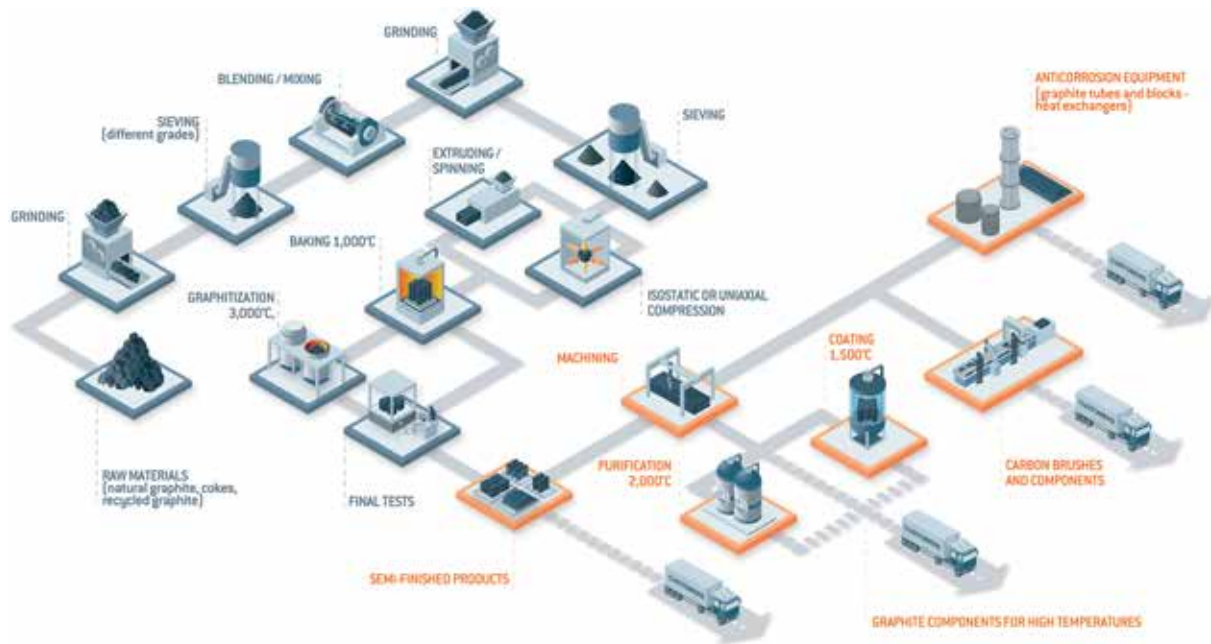 GRINDING
BLENDING / MIXING
SIEVING
(different grades)
GRINDING
SIEVING
EXTRUDING /
SPINNING
BAKING 1,000°C
GRAPHITIZATION
3,000°C,
ISOSTATIC OR UNIAXIAL
COMPRESSION
RAW MATERIALS
(natural graphite, cokes,
recycled graphite)
FINAL TESTS
SEMI-FINISHED PRODUCTS
MACHINING
PURIFICATION
2,000°C
COATING
1,500°C
ANTICORROSION EQUIPMENT
(graphite tubes and blocks -
heat exchangers)
CARBON BRUSHES
AND COMPONENTS
GRAPHITE COMPONENTS FOR HIGH TEMPERATURES